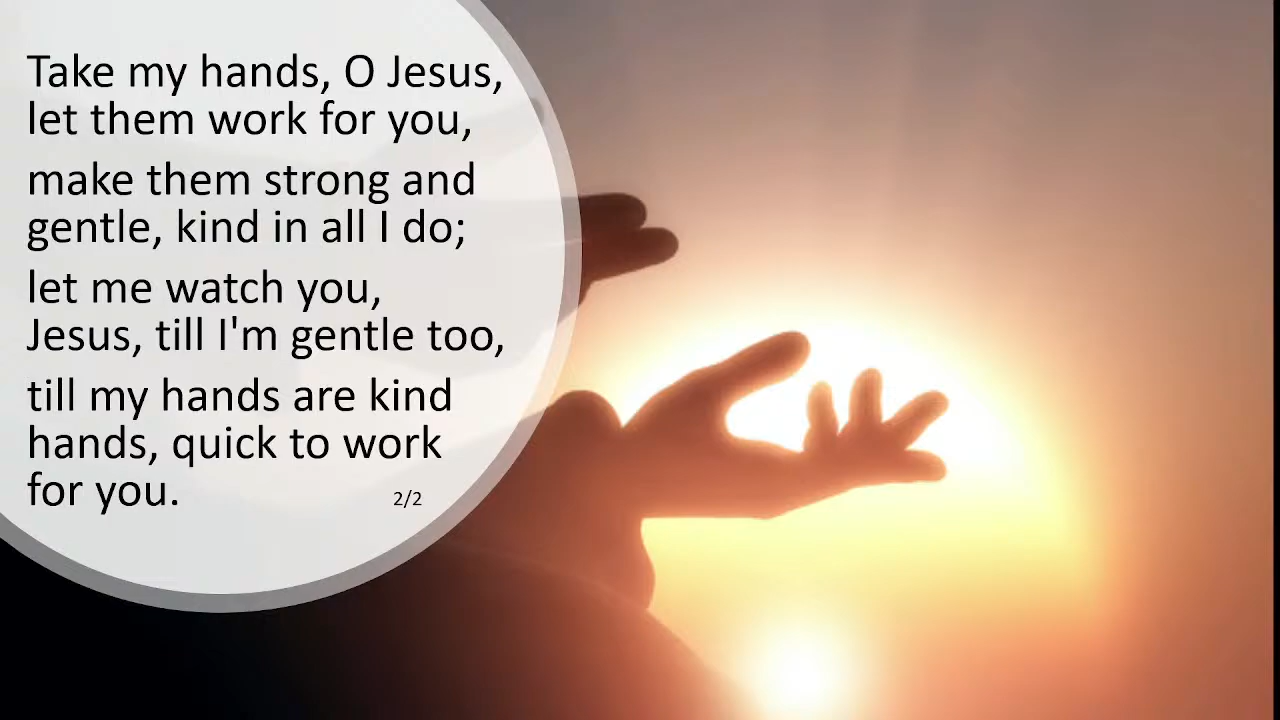 Take my hands, O Jesus,
let them work for you,
make them strong and
gentle, kind in all I do;
let me watch you,
Jesus, till I'm gentle too,
till my hands are kind
hands, quick to work
for you.
2/2